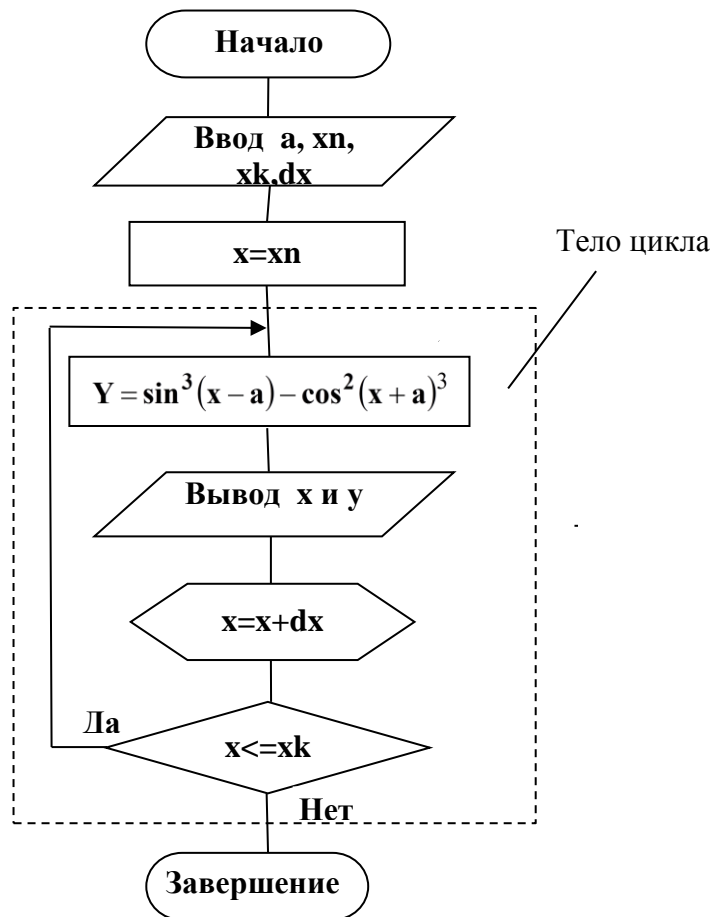 Начало
Ввод a, xn,
xk,dx
x=xn
Тело цикла
Y = sin³(x − a) − cos²(x + a)³
Вывод x и y
x=x+dx
Да
x<=xk
Нет
Завершение